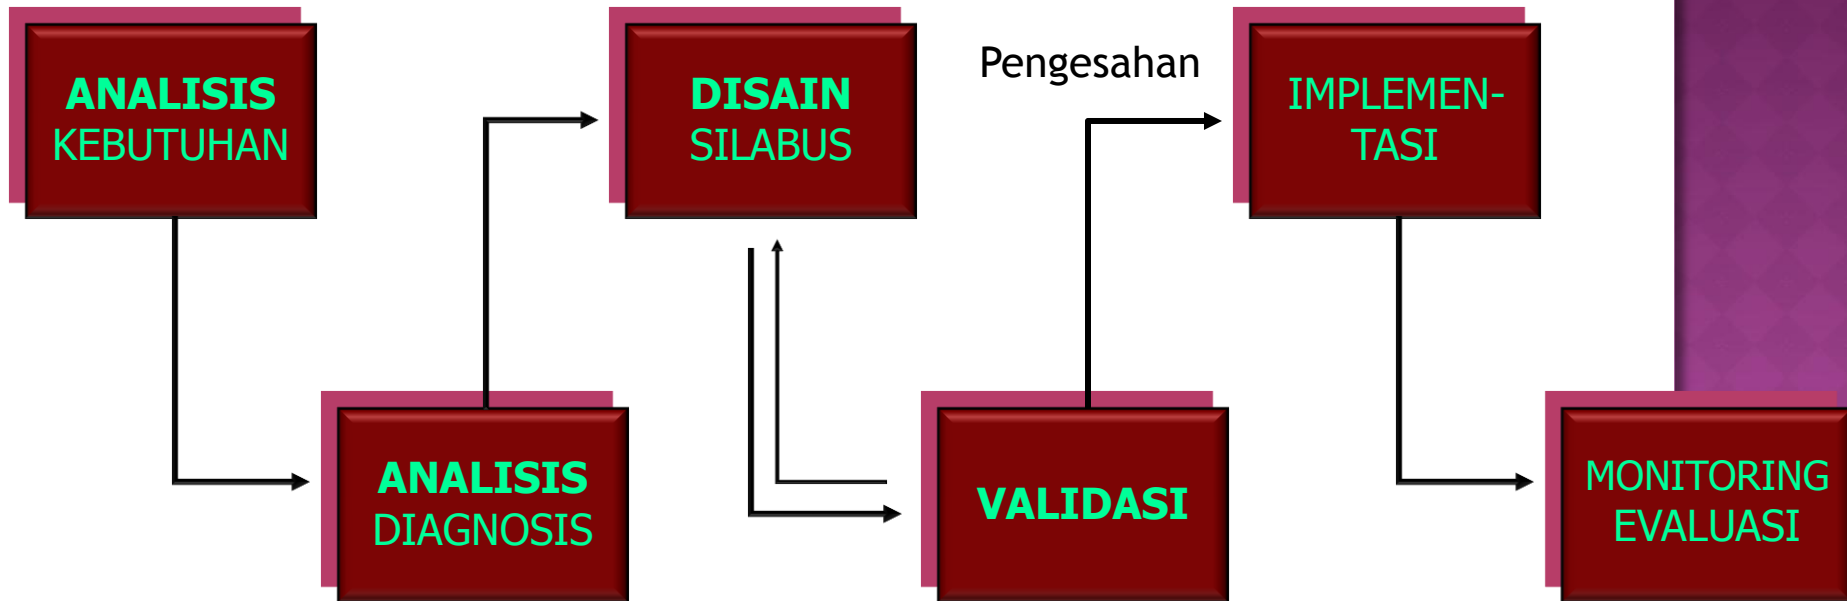 ANALISIS
KEBUTUHAN
ANALISIS
DIAGNOSIS
DISAIN
SILABUS
VALIDASI
Pengesahan
IMPLEMEN-
TASI
MONITORING
EVALUASI